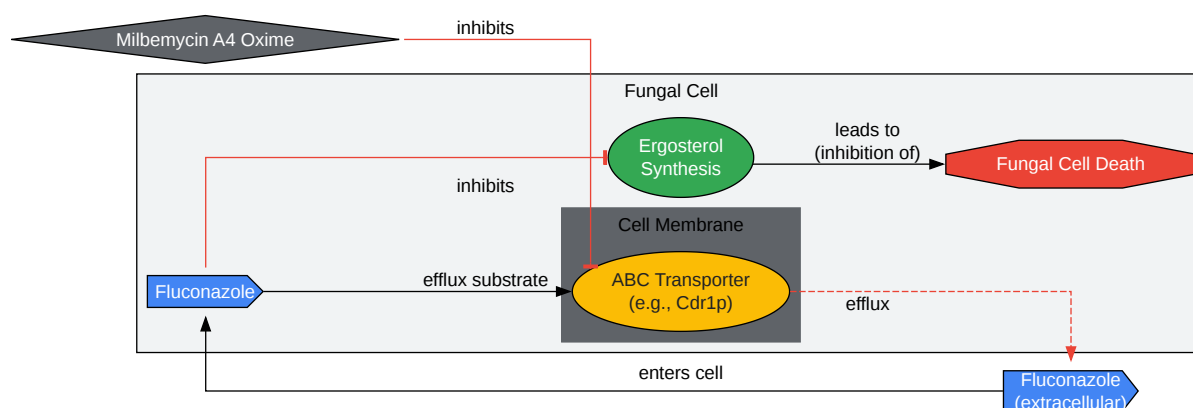 Milbemycin A4 Oxime
inhibits
Fungal Cell
Ergosterol
Synthesis
leads to
(inhibition of)
Fungal Cell Death
inhibits
Cell Membrane
Fluconazole
efflux substrate
ABC Transporter
(e.g., Cdr1p)
efflux
enters cell
Fluconazole
(extracellular)